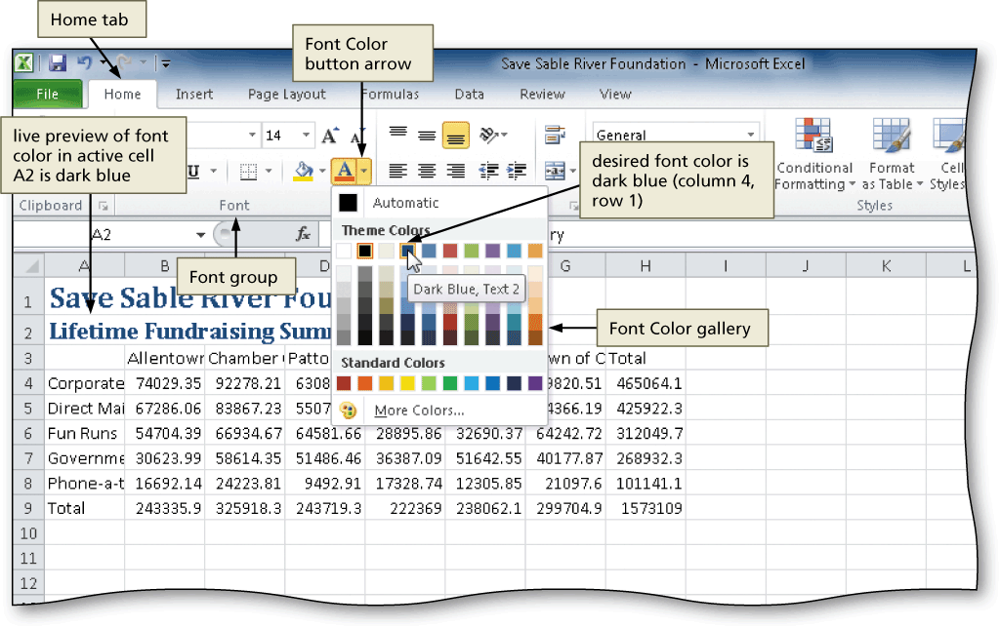 Home tab
Font Color
button arrow
Save Sable River Foundation - Microsoft Excel
File Home Insert Page Layout Formulas Data Review View
live preview of font
color in active cell
A2 is dark blue
14 A A General
desired font color is
dark blue (column 4,
row 1)
U A
Conditional Format Cell
Formatting as Table Styles
Clipboard Font Styles
Automatic
A2 fx ry
Theme Colors
Font group
A B D G H I J K L
Dark Blue, Text 2
1 Save Sable River Fou
Font Color gallery
2 Lifetime Fundraising Sum
3 Allentown Chamber Patto wn of C Total
Standard Colors
4 Corporate 74029.35 92278.21 6308 9820.51 465064.1
5 Direct Mai 67286.06 83867.23 5507 4366.19 425922.3
More Colors...
6 Fun Runs 54704.39 66934.67 64581.66 28895.86 32690.37 64242.72 312049.7
7 Governme 30623.99 58614.35 51486.46 36387.09 51642.55 40177.87 268932.3
8 Phone-a-t 16692.14 24223.81 9492.91 17328.74 12305.85 21097.6 101141.1
9 Total 243335.9 325918.3 243719.3 222369 238062.1 299704.9 1573109
10
11
12